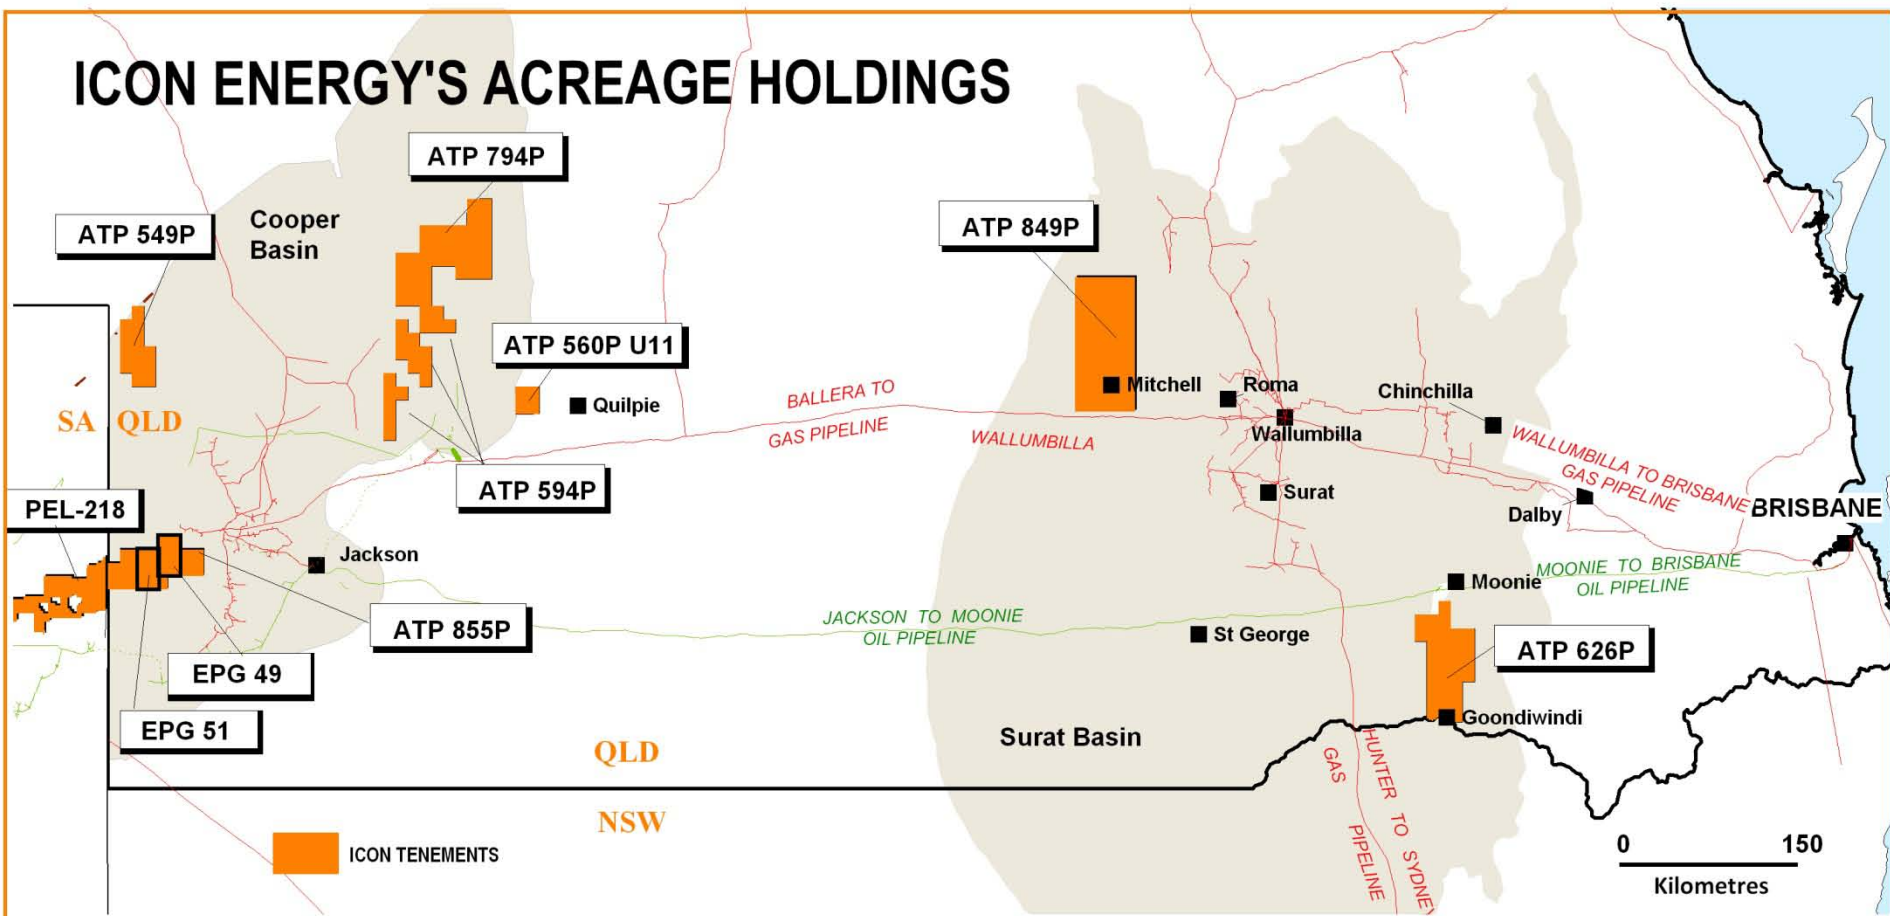 ICON ENERGY'S ACREAGE HOLDINGS
ATP 794P
Cooper
Basin
ATP 549P
ATP 849P
ATP 560P U11
Quilpie
Mitchell
Roma
Chinchilla
BALLERA TO
GAS PIPELINE
WALLUMBILLA
Wallumbilla
SA
QLD
WALLUMBILLA TO BRISBANE
GAS PIPELINE
ATP 594P
Surat
Dalby
BRISBANE
PEL-218
Jackson
Moonie
MOONIE TO BRISBANE
OIL PIPELINE
JACKSON TO MOONIE
OIL PIPELINE
ATP 855P
St George
ATP 626P
EPG 49
EPG 51
Goondiwindi
Surat Basin
QLD
NSW
HUNTER TO SYDNEY
GAS PIPELINE
ICON TENEMENTS
0 150
Kilometres